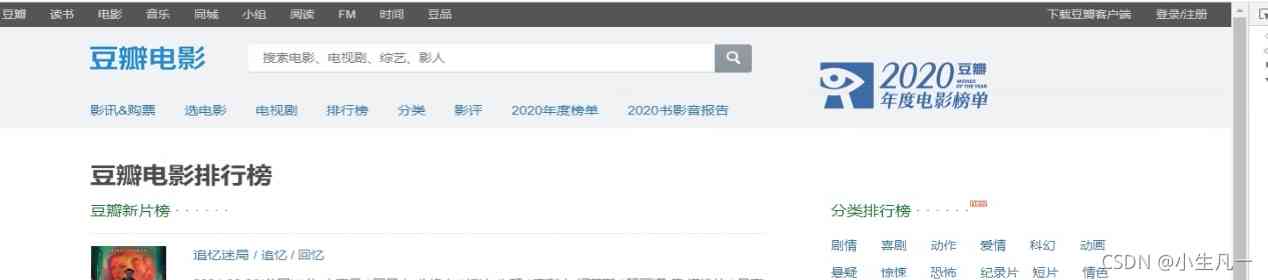 豆瓣 读书 电影 音乐 同城 小组 阅读 FM 时间 豆品 下载豆瓣客户端 登录/注册
豆瓣电影 搜索电影、电视剧、综艺、影人
2020 豆瓣
年度电影榜单
影讯&购票 选电影 电视剧 排行榜 分类 影评 2020年度榜单 2020书影音报告
豆瓣电影排行榜
豆瓣新片榜 · · · · · ·
分类排行榜 · · · · · ·
追忆迷局 / 追忆 / 回忆
剧情 喜剧 动作 爱情 科幻 动画
悬疑 惊悚 恐怖 纪录片 短片 情色
CSDN @小生凡一